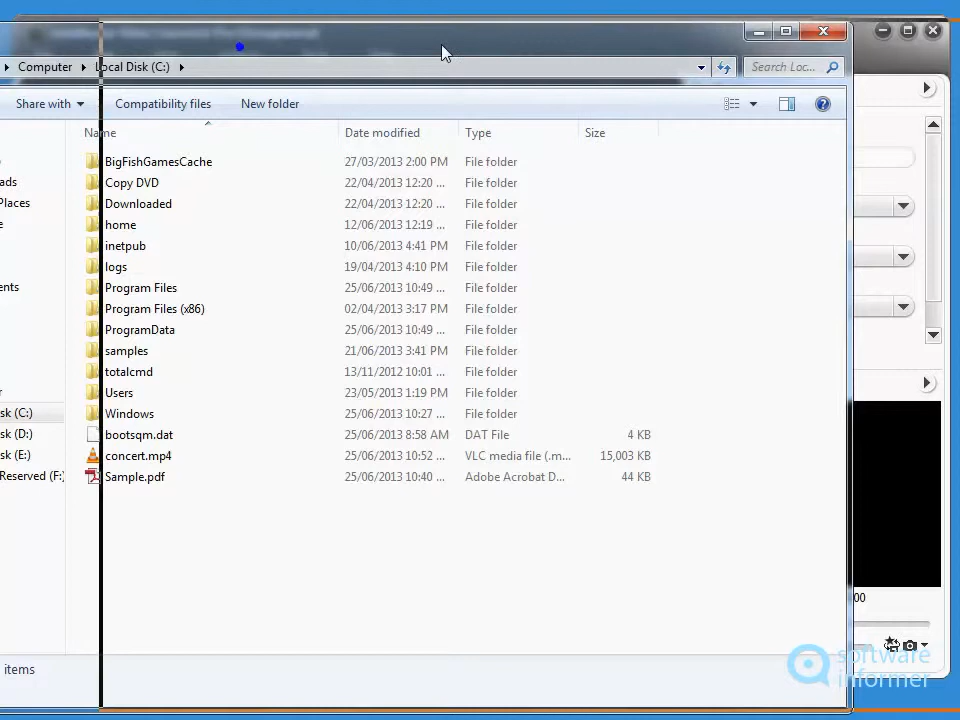 Computer Local Disk (C:) Search Loc...
Share with Compatibility files New folder
Name Date modified Type Size
BigFishGamesCache 27/03/2013 2:00 PM File folder
ads Copy DVD 22/04/2013 12:20 ... File folder
Places Downloaded 22/04/2013 12:20 ... File folder
e home 12/06/2013 12:19 ... File folder
inetpub 10/06/2013 4:41 PM File folder
logs 19/04/2013 4:10 PM File folder
ents Program Files 25/06/2013 10:49 ... File folder
Program Files (x86) 02/04/2013 3:17 PM File folder
ProgramData 25/06/2013 10:49 ... File folder
samples 21/06/2013 3:41 PM File folder
totalcmd 13/11/2012 10:01 ... File folder
Users 23/05/2013 1:19 PM File folder
sk (C:) Windows 25/06/2013 10:27 ... File folder
sk (D:) bootsqm.dat 25/06/2013 8:58 AM DAT File 4 KB
sk (E:) concert.mp4 25/06/2013 10:52 ... VLC media file (.m... 15,003 KB
Reserved (F:) Sample.pdf 25/06/2013 10:40 ... Adobe Acrobat D... 44 KB
00
items
software
informer